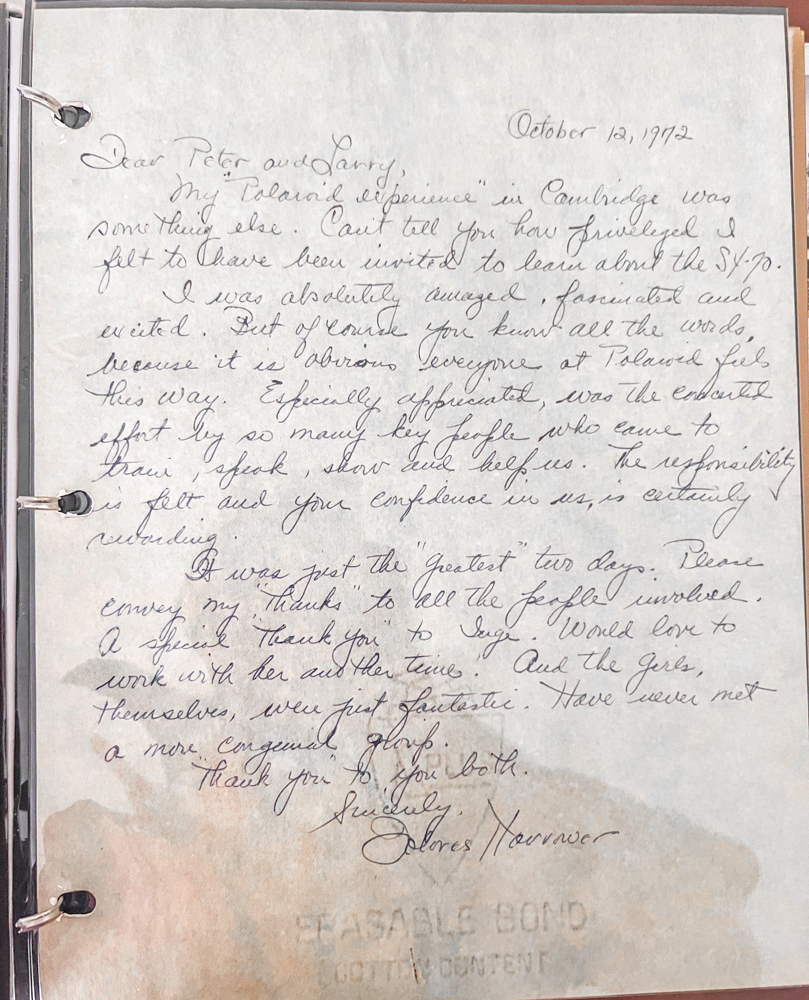 October 12, 1972
Dear Peter and Larry,
My "Polaroid experience" in Cambridge was
something else. Can't tell you how priveleged I
felt to have been invited to learn about the SX-70.
I was absolutely amazed, fascinated and
excited. But of course you know all the words,
because it is obvious everyone at Polaroid feels
this way. Especially appreciated, was the concerted
effort by so many key people who came to
train, speak, show and help us. The responsibility
is felt and your confidence in us, is certainly
rewarding.
It was just the "greatest" two days. Please
convey my "thanks" to all the people involved.
A special "thank you" to Inge. Would love to
work with her another time. And the girls,
themselves, were just fantastic. Have never met
a more congenial group.
"Thank you" to you both.
Sincerely,
Dolores Harrower
ERASABLE BOND
COTTON CONTENT